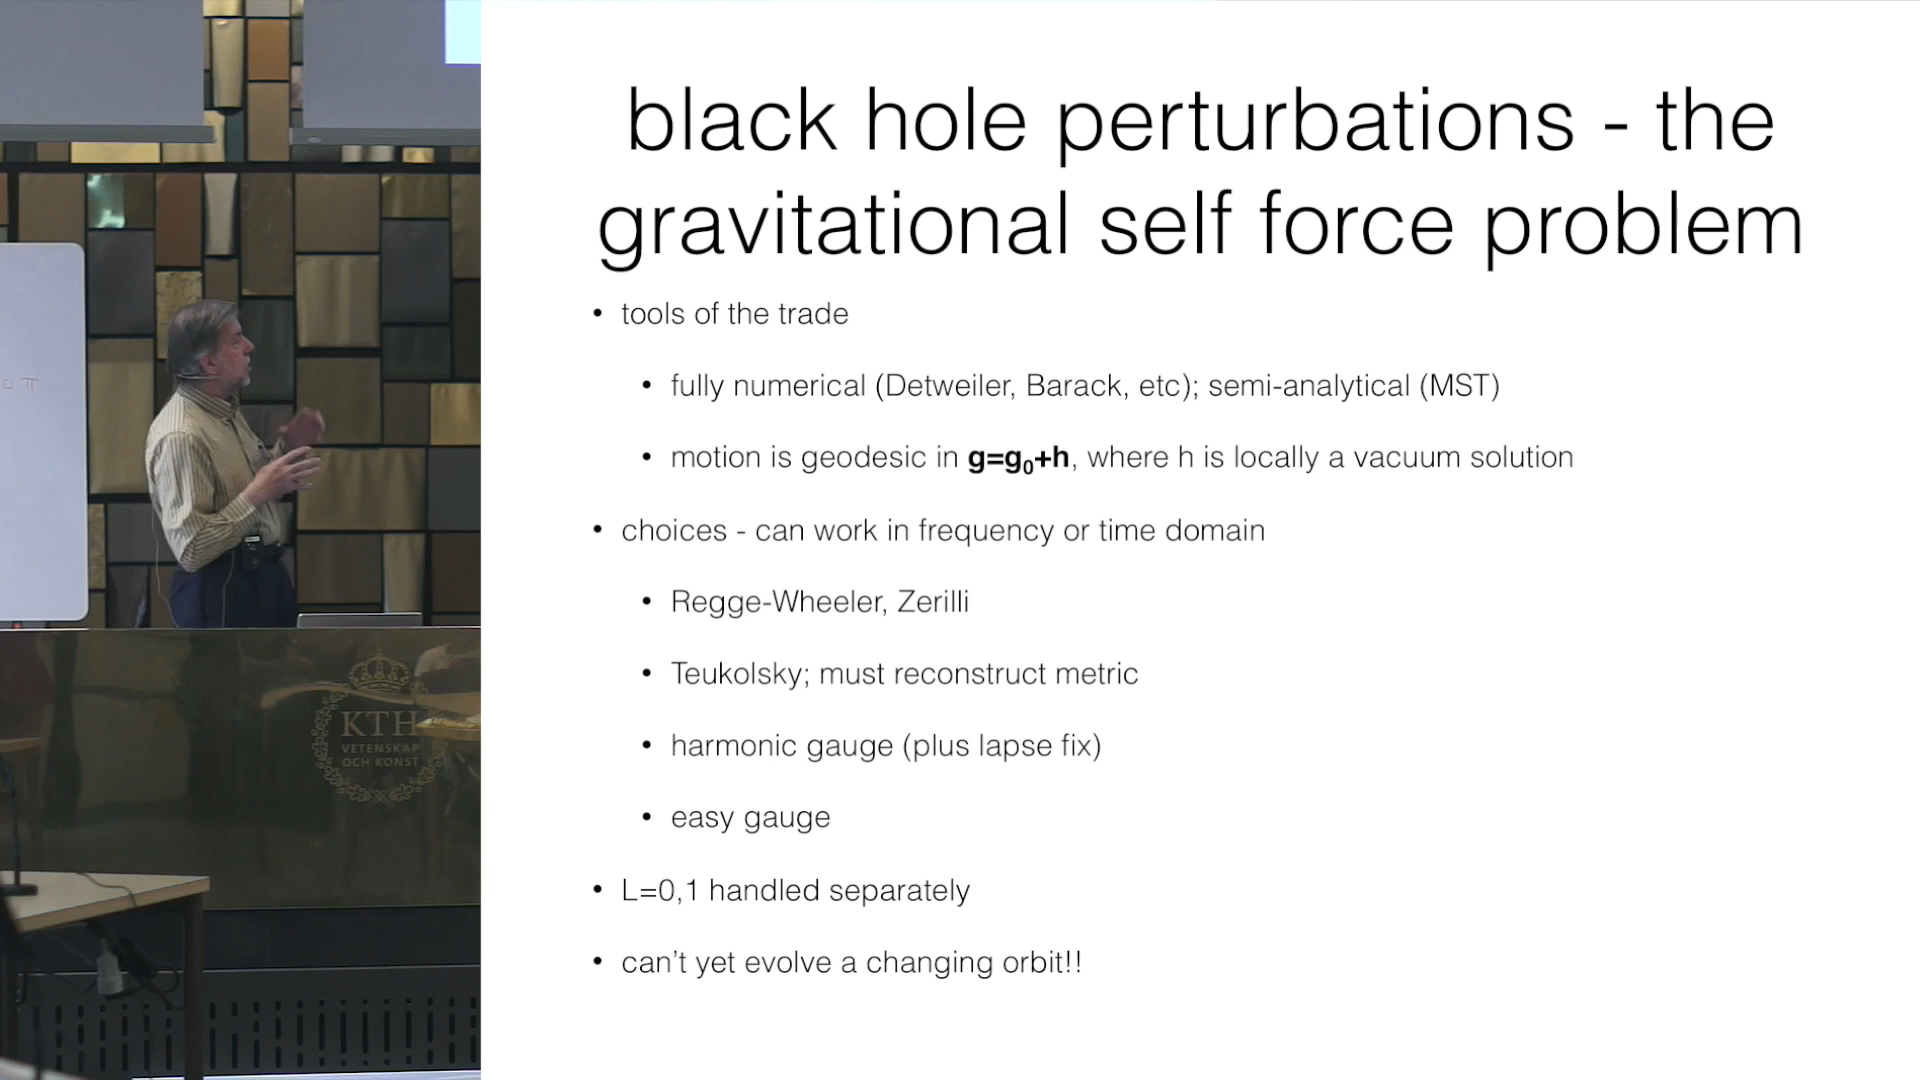 black hole perturbations - the
gravitational self force problem
• tools of the trade
• fully numerical (Detweiler, Barack, etc); semi-analytical (MST)
• motion is geodesic in g=g₀+h, where h is locally a vacuum solution
• choices - can work in frequency or time domain
• Regge-Wheeler, Zerilli
• Teukolsky; must reconstruct metric
• harmonic gauge (plus lapse fix)
• easy gauge
• L=0,1 handled separately
• can't yet evolve a changing orbit!!
KTH
VETENSKAP
OCH KONST